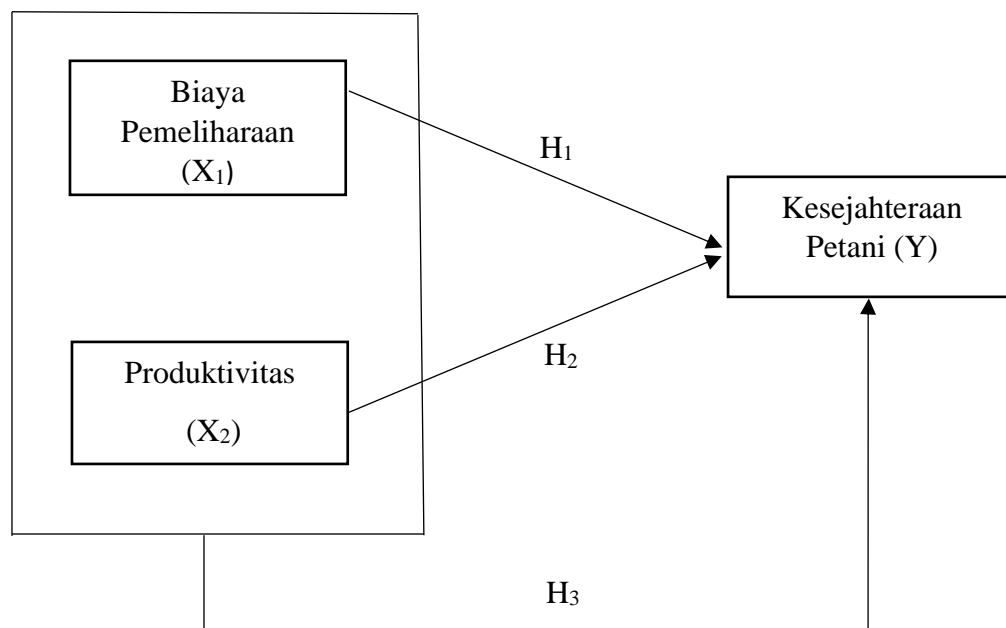 Biaya
Pemeliharaan
(X₁)
H₁
Kesejahteraan
Petani (Y)
Produktivitas
(X₂)
H₂
H₃